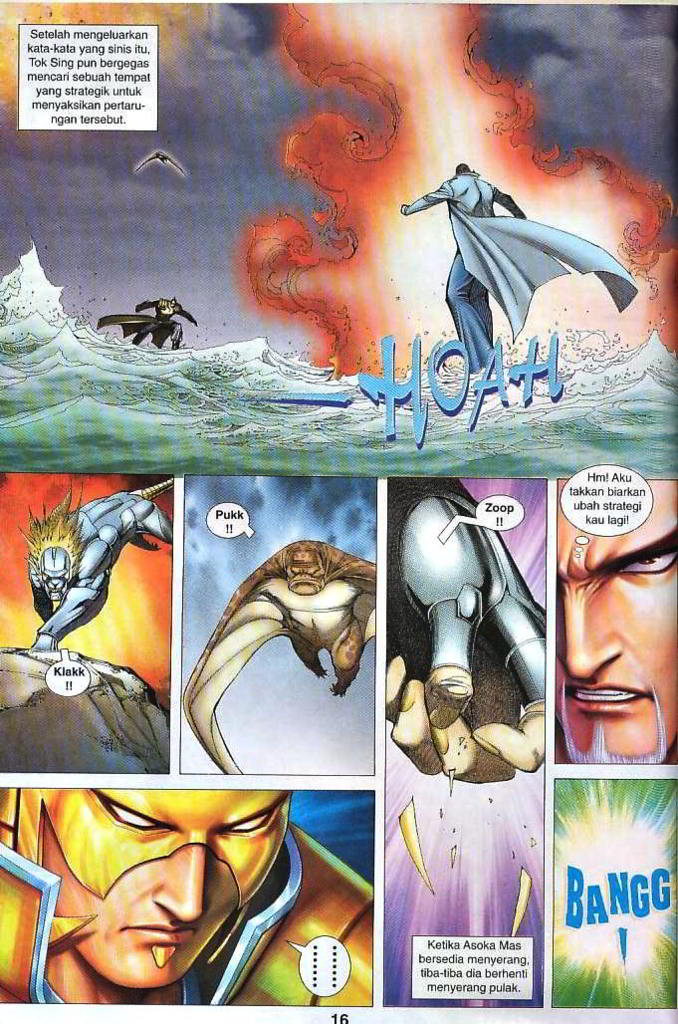 Setelah mengeluarkan
kata-kata yang sinis itu,
Tok Sing pun bergegas
mencari sebuah tempat
yang strategik untuk
menyaksikan pertaru-
ngan tersebut.
HOAH
Klakk
!!
Pukk
!!
Zoop
!!
Hm! Aku
takkan biarkan
ubah strategi
kau lagi!
Ketika Asoka Mas
bersedia menyerang,
tiba-tiba dia berhenti
menyerang pulak.
BANGG
!
16